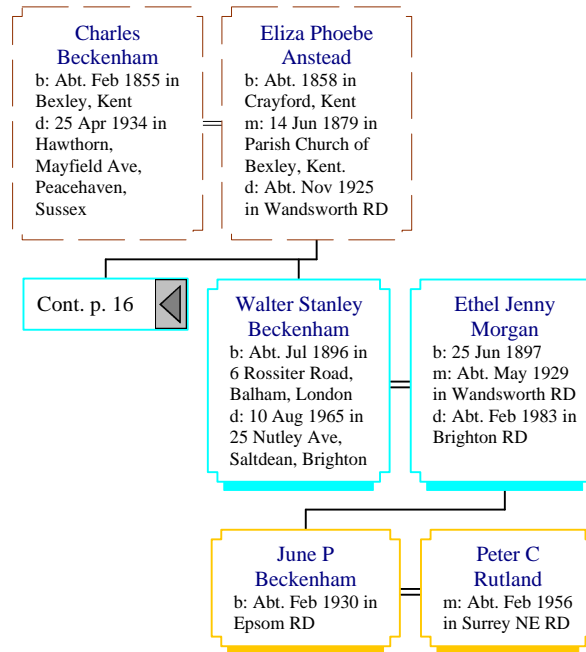 Charles
Beckenham
b: Abt. Feb 1855 in
Bexley, Kent
d: 25 Apr 1934 in
Hawthorn,
Mayfield Ave,
Peacehaven,
Sussex
Eliza Phoebe
Anstead
b: Abt. 1858 in
Crayford, Kent
m: 14 Jun 1879 in
Parish Church of
Bexley, Kent.
d: Abt. Nov 1925
in Wandsworth RD
Cont. p. 16
Walter Stanley
Beckenham
b: Abt. Jul 1896 in
6 Rossiter Road,
Balham, London
d: 10 Aug 1965 in
25 Nutley Ave,
Saltdean, Brighton
Ethel Jenny
Morgan
b: 25 Jun 1897
m: Abt. May 1929
in Wandsworth RD
d: Abt. Feb 1983 in
Brighton RD
June P
Beckenham
b: Abt. Feb 1930 in
Epsom RD
Peter C
Rutland
m: Abt. Feb 1956
in Surrey NE RD